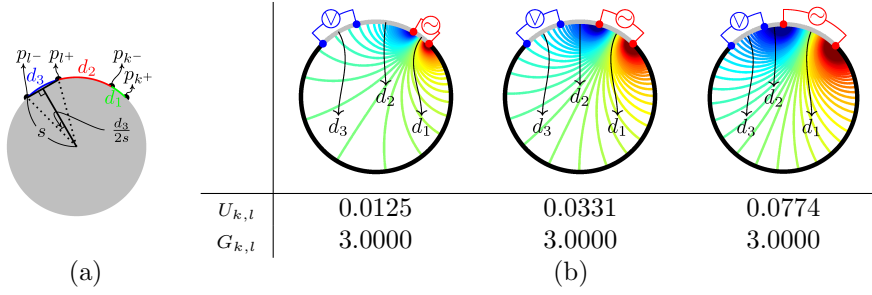 p_{l^-} p_{l^+} d_2 p_{k^-}
d_3 p_{k^+}
d_1
s d_3/2s
V ~ V ~ V ~
d_3 d_2 d_1 d_3 d_2 d_1 d_3 d_2 d_1
U_{k,l} 0.0125 0.0331 0.0774
G_{k,l} 3.0000 3.0000 3.0000
(a) (b)